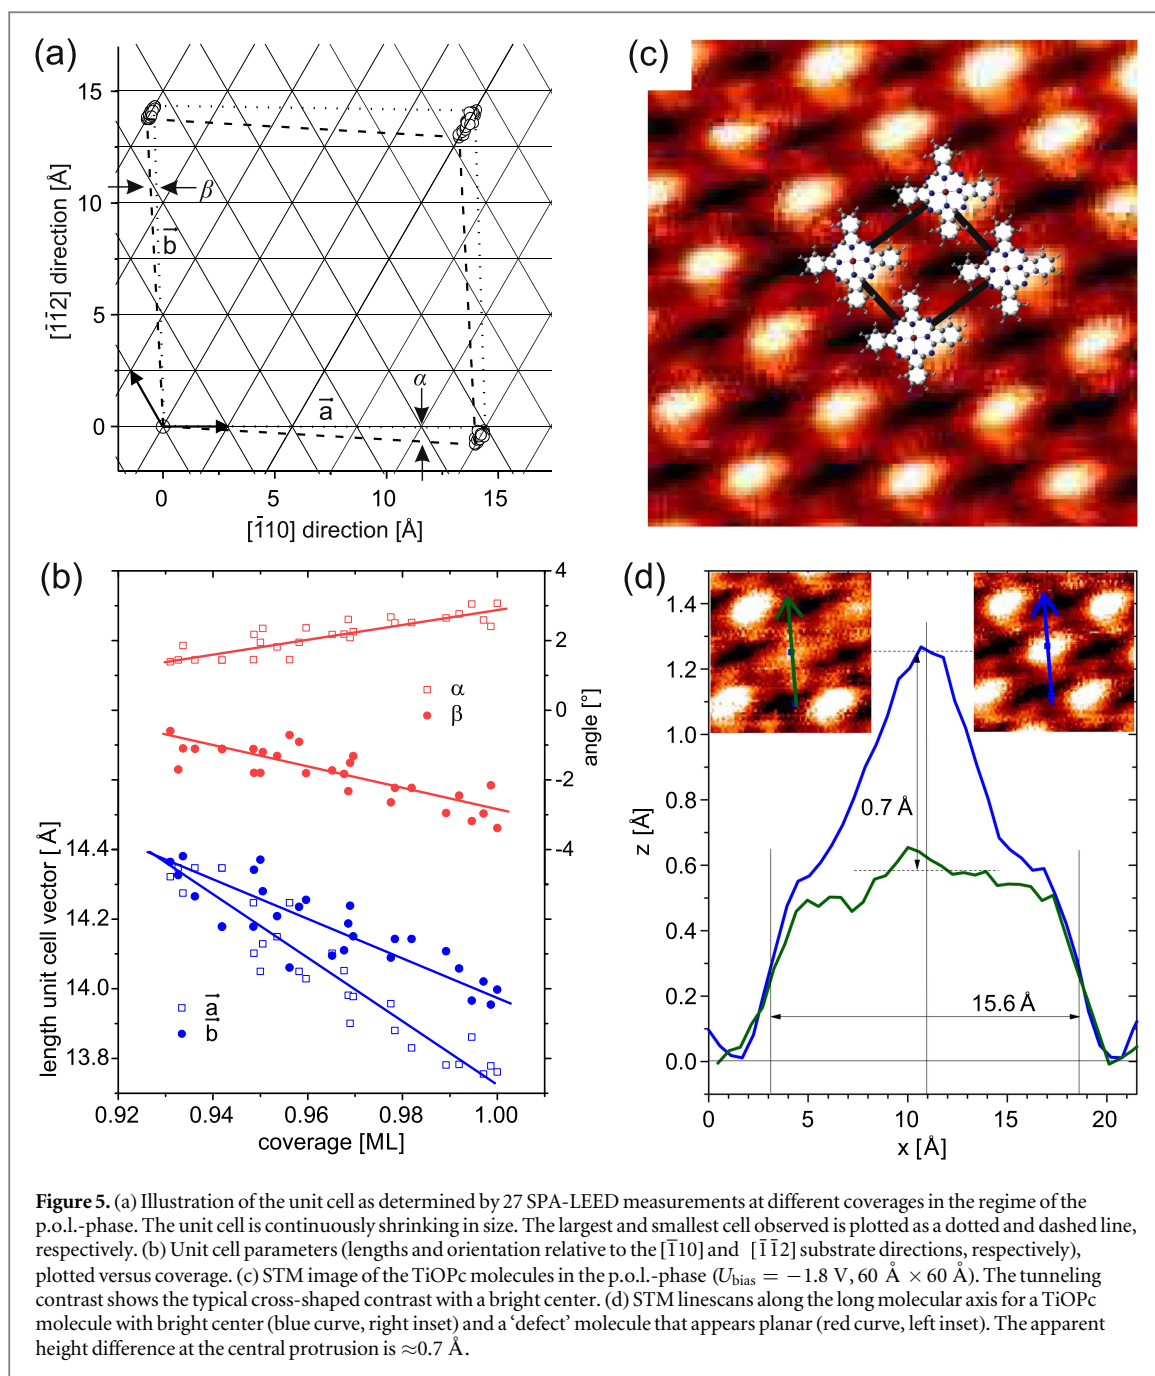 (a)
15
10
5
0
[1̄1̄2] direction [Å]
β
b
α
a
0 5 10 15
[1̄10] direction [Å]
(c)
(b)
4
2
0
-2
-4
angle [°]
α
β
14.4
14.2
14.0
13.8
length unit cell vector [Å]
a
b
0.92 0.94 0.96 0.98 1.00
coverage [ML]
(d)
1.4
1.2
1.0
0.8
0.6
0.4
0.2
0.0
z [Å]
0.7 Å
15.6 Å
0 5 10 15 20
x [Å]
Figure 5. (a) Illustration of the unit cell as determined by 27 SPA-LEED measurements at different coverages in the regime of the
p.o.l.-phase. The unit cell is continuously shrinking in size. The largest and smallest cell observed is plotted as a dotted and dashed line,
respectively. (b) Unit cell parameters (lengths and orientation relative to the [1̄10] and [1̄1̄2] substrate directions, respectively),
plotted versus coverage. (c) STM image of the TiOPc molecules in the p.o.l.-phase (Ubias = −1.8 V, 60 Å × 60 Å). The tunneling
contrast shows the typical cross-shaped contrast with a bright center. (d) STM linescans along the long molecular axis for a TiOPc
molecule with bright center (blue curve, right inset) and a 'defect' molecule that appears planar (red curve, left inset). The apparent
height difference at the central protrusion is ≈0.7 Å.